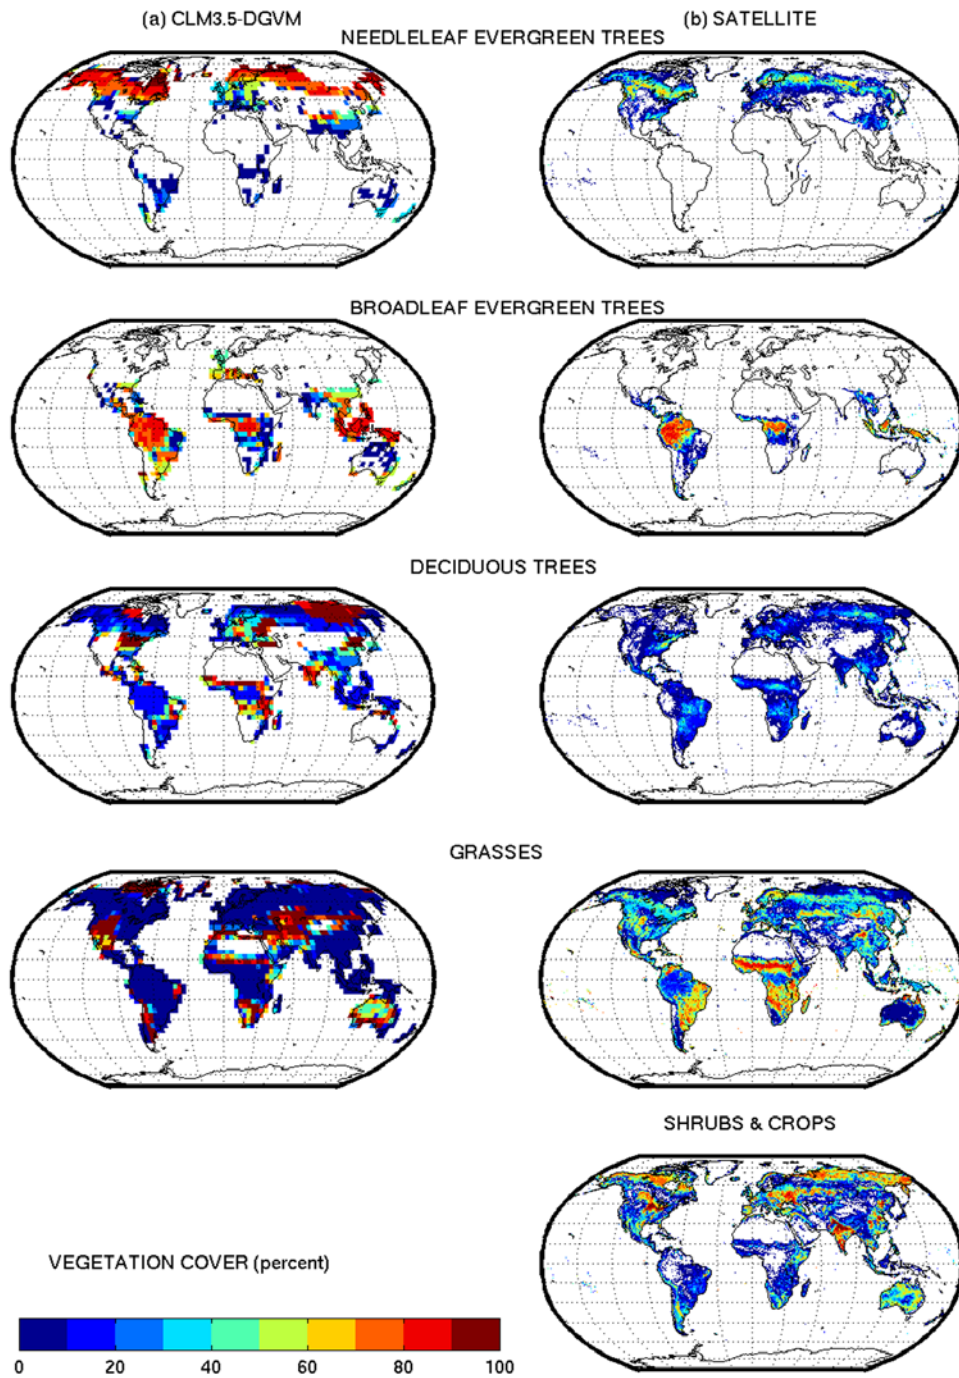 (a) CLM3.5-DGVM
(b) SATELLITE
NEEDLELEAF EVERGREEN TREES
BROADLEAF EVERGREEN TREES
DECIDUOUS TREES
GRASSES
SHRUBS & CROPS
VEGETATION COVER (percent)
0 20 40 60 80 100